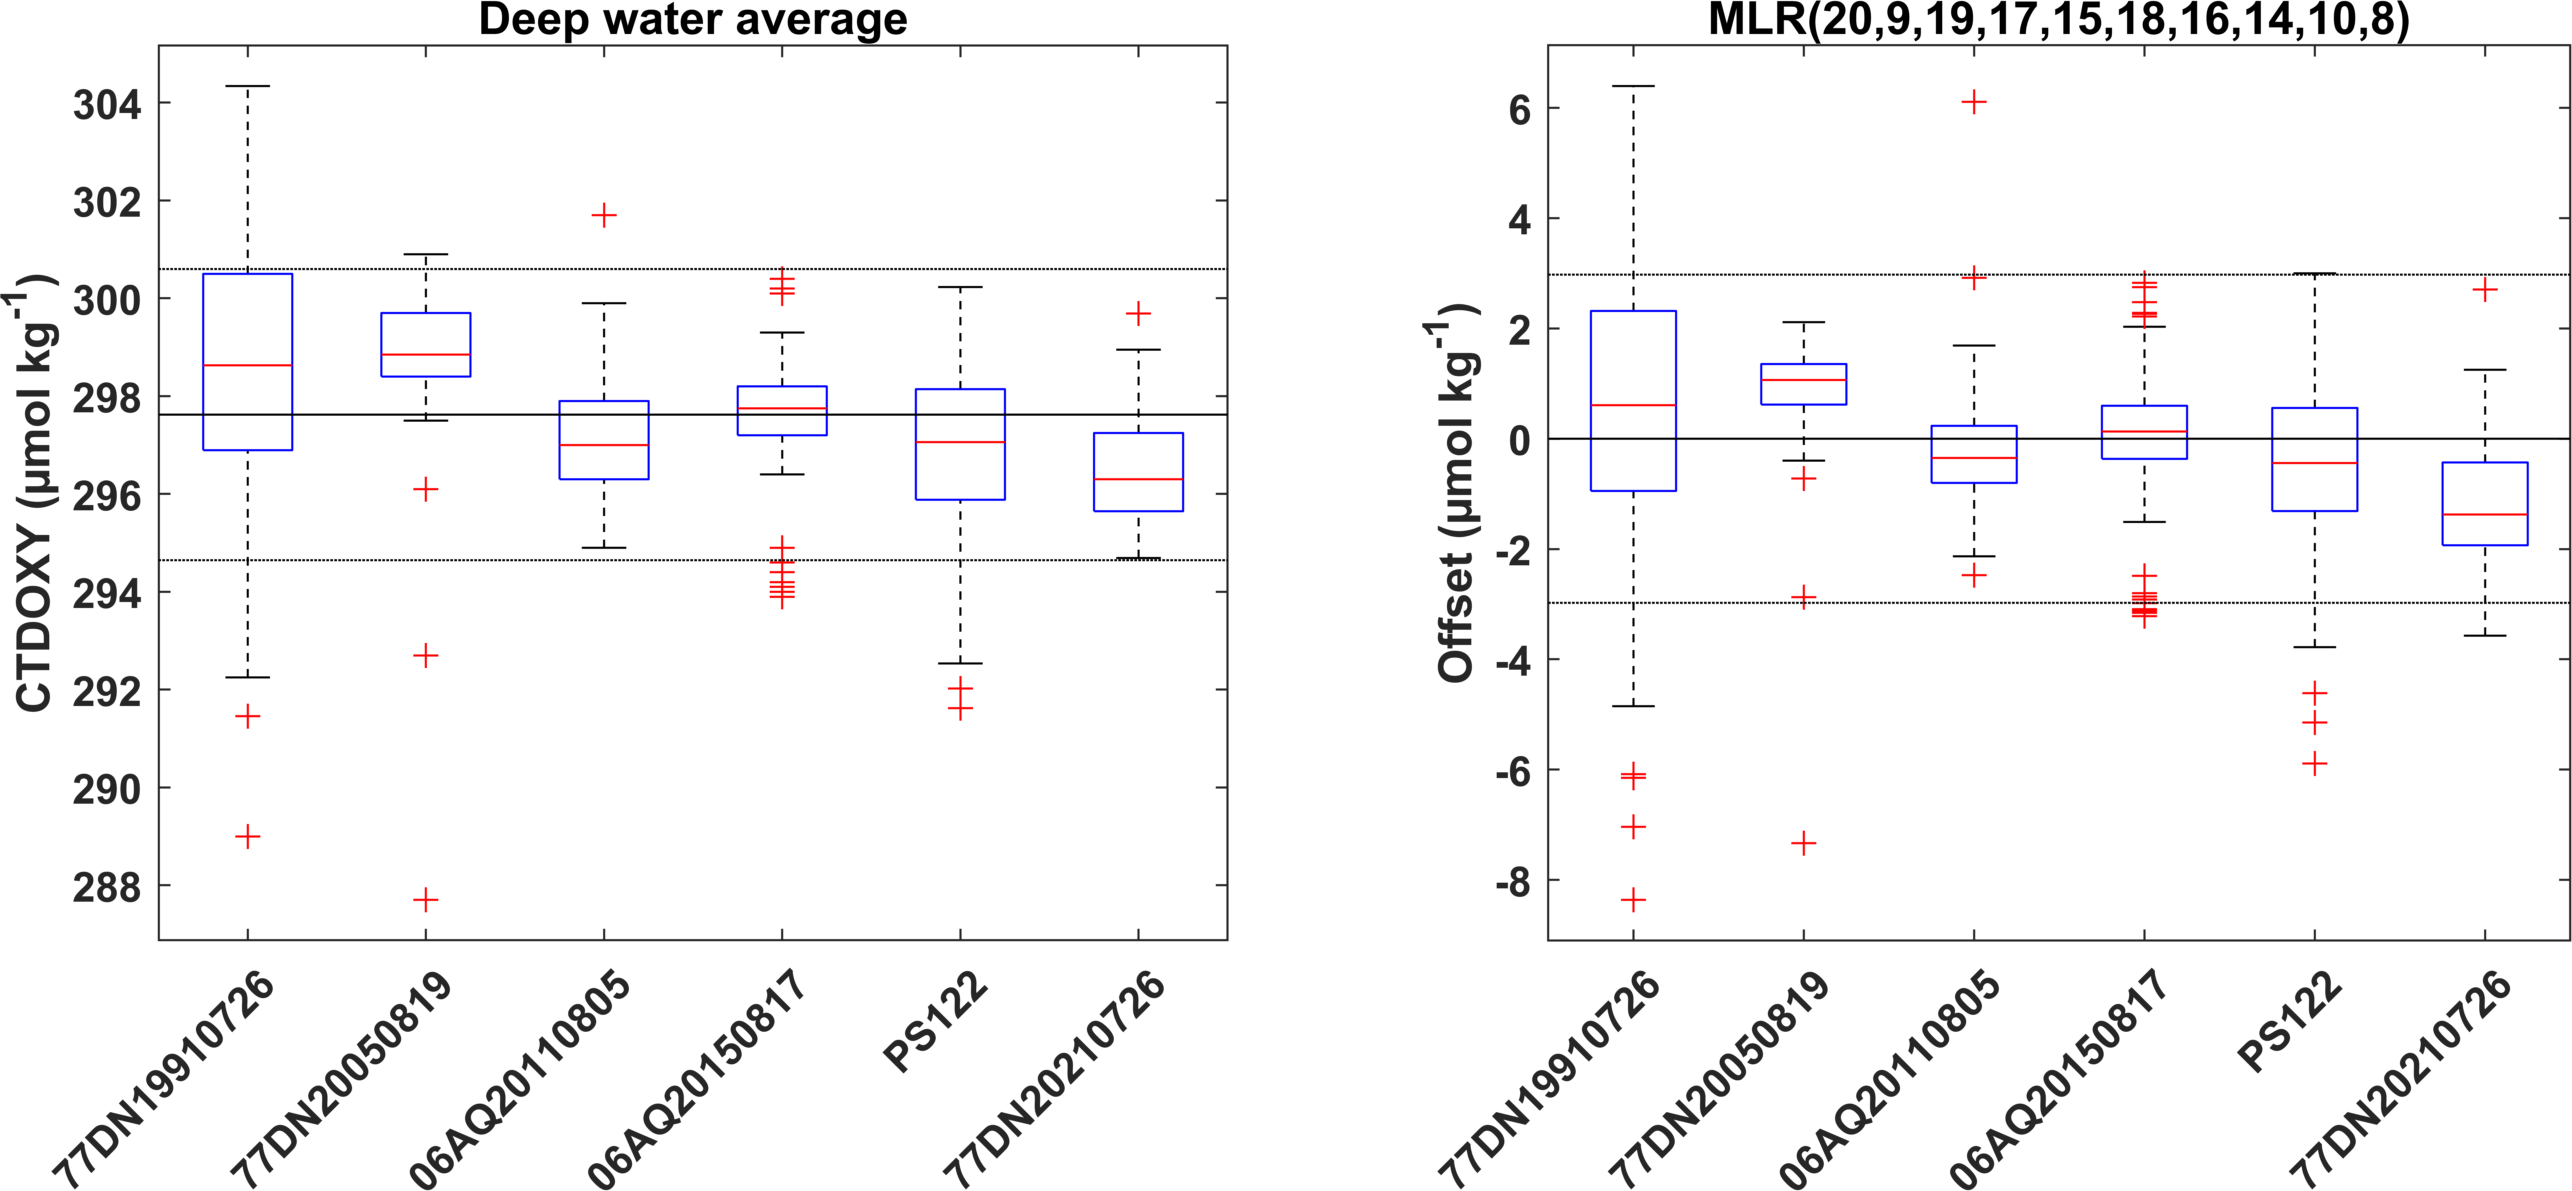 Deep water average
CTDOXY (µmol kg-1)
304
302
300
298
296
294
292
290
288
77DN19910726
77DN20050819
06AQ20110805
06AQ20150817
PS122
77DN20210726
MLR(20,9,19,17,15,18,16,14,10,8)
Offset (µmol kg-1)
6
4
2
0
-2
-4
-6
-8
77DN19910726
77DN20050819
06AQ20110805
06AQ20150817
PS122
77DN20210726